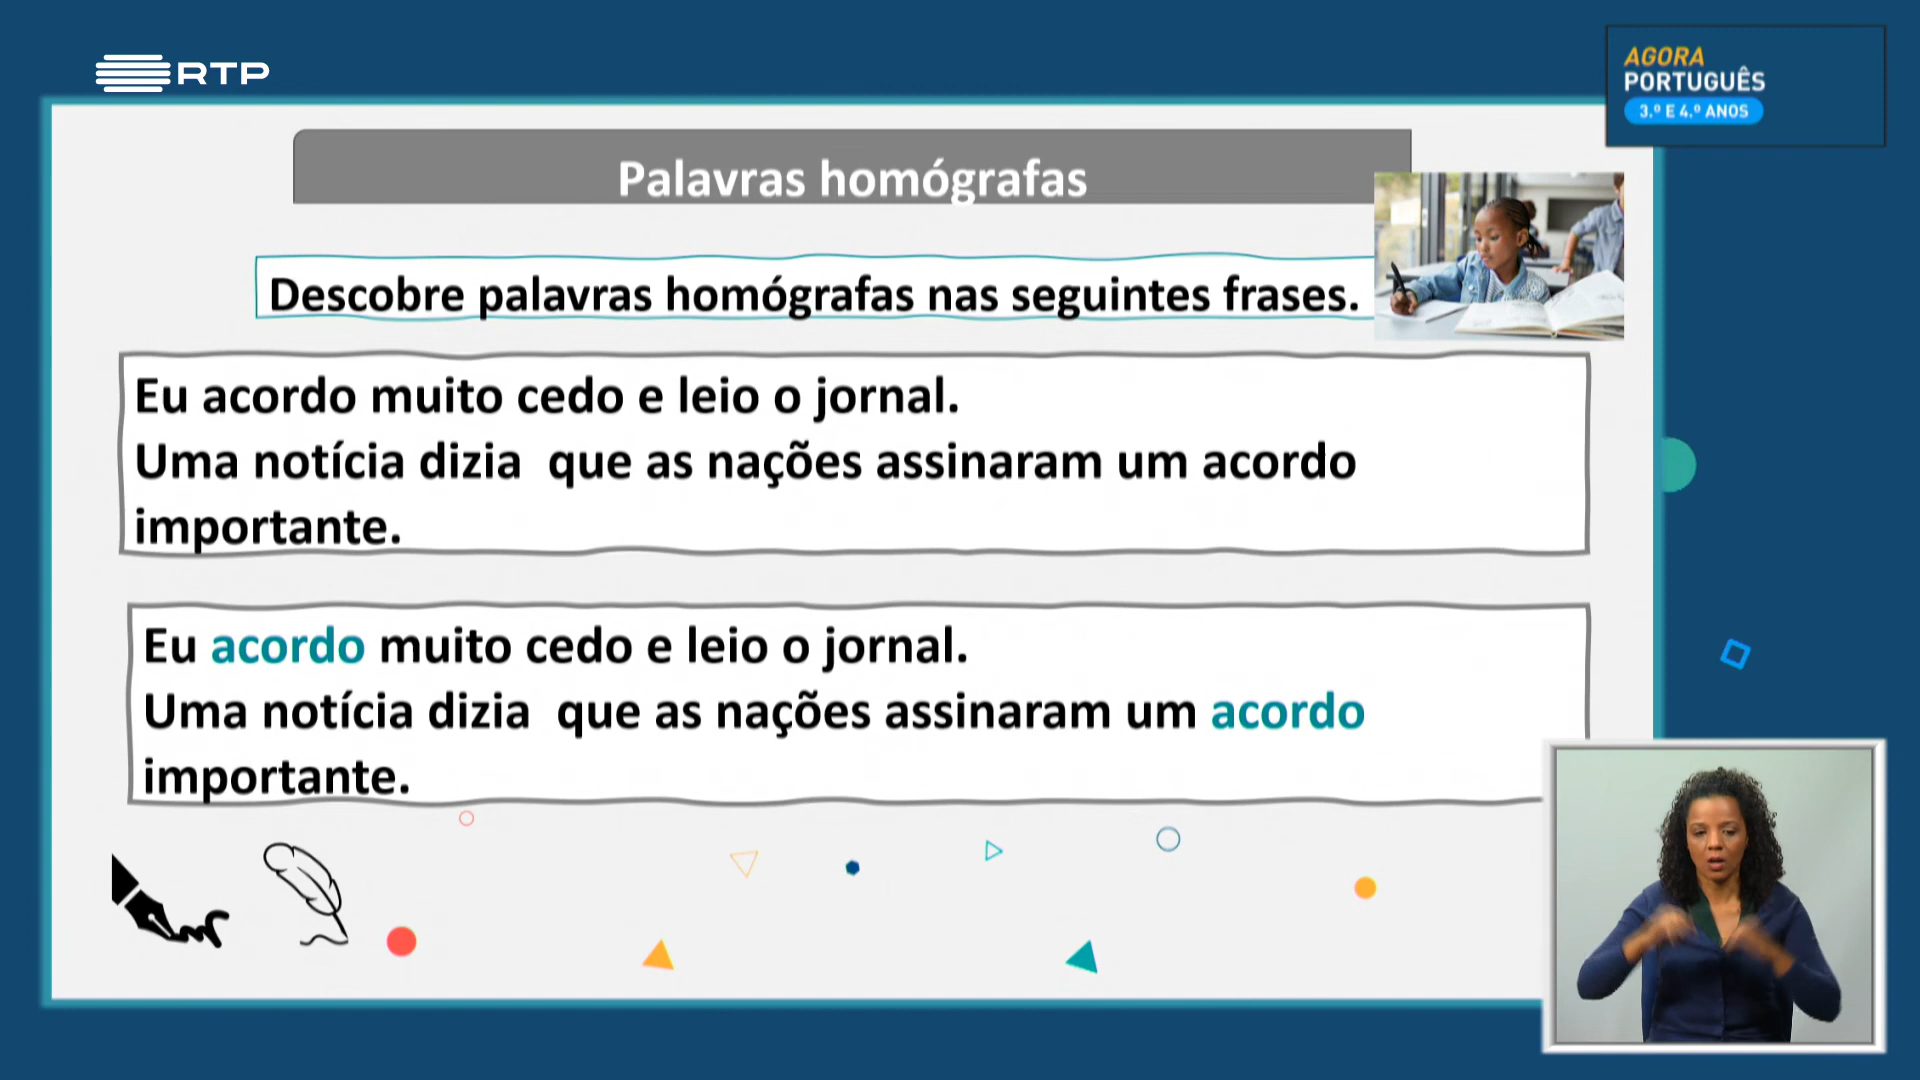 RTP
AGORA
PORTUGUÊS
3.º E 4.º ANOS
Palavras homógrafas
Descobre palavras homógrafas nas seguintes frases.
Eu acordo muito cedo e leio o jornal.
Uma notícia dizia  que as nações assinaram um acordo
importante.
Eu acordo muito cedo e leio o jornal.
Uma notícia dizia  que as nações assinaram um acordo
importante.